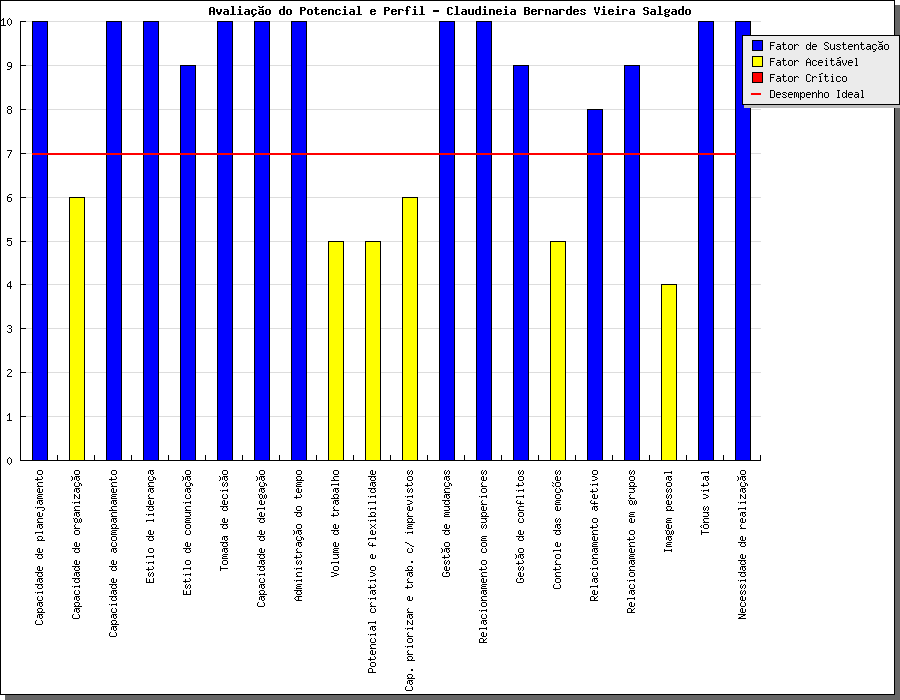 Avaliação do Potencial e Perfil - Claudineia Bernardes Vieira Salgado
Fator de Sustentação
Fator Aceitável
Fator Crítico
Desempenho Ideal
10
9
8
7
6
5
4
3
2
1
0
Capacidade de planejamento
Capacidade de organização
Capacidade de acompanhamento
Estilo de liderança
Estilo de comunicação
Tomada de decisão
Capacidade de delegação
Administração do tempo
Volume de trabalho
Potencial criativo e flexibilidade
Cap. priorizar e trab. c/ imprevistos
Gestão de mudanças
Relacionamento com superiores
Gestão de conflitos
Controle das emoções
Relacionamento afetivo
Relacionamento em grupos
Imagem pessoal
Tônus vital
Necessidade de realização